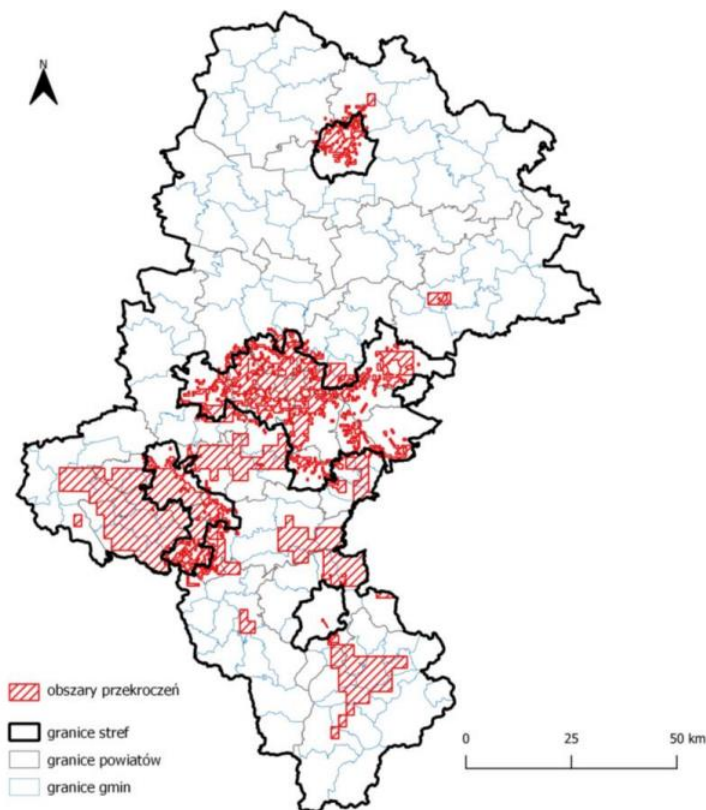 N
obszary przekroczeń
granice stref
granice powiatów
granice gmin
0 25 50 km